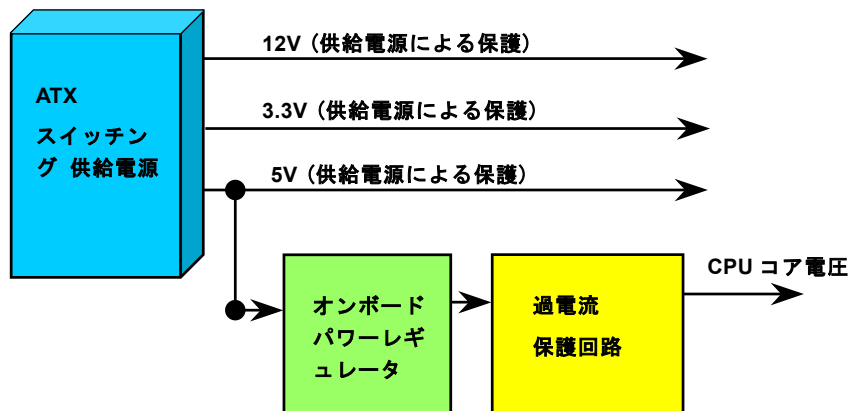 12V (供給電源による保護)
ATX
スイッチン
グ 供給電源
3.3V (供給電源による保護)
5V (供給電源による保護)
オンボード
パワーレギ
ュレータ
過電流
保護回路
CPU コア電圧